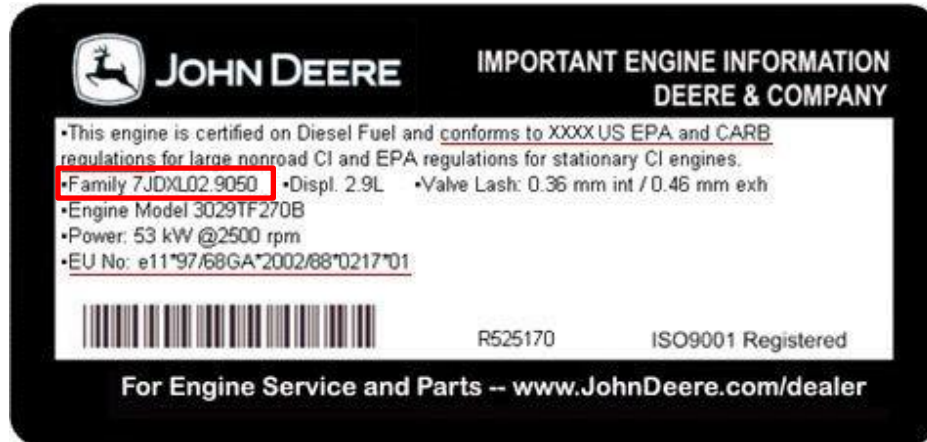 JOHN DEERE
IMPORTANT ENGINE INFORMATION
DEERE & COMPANY
•This engine is certified on Diesel Fuel and conforms to XXXX US EPA and CARB
regulations for large nonroad CI and EPA regulations for stationary CI engines.
•Family 7JDXL02.9050 •Displ. 2.9L •Valve Lash: 0.36 mm int / 0.46 mm exh
•Engine Model 3029TF270B
•Power: 53 kW @2500 rpm
•EU No: e11*97/68GA*2002/88*0217*01
R525170 ISO9001 Registered
For Engine Service and Parts -- www.JohnDeere.com/dealer